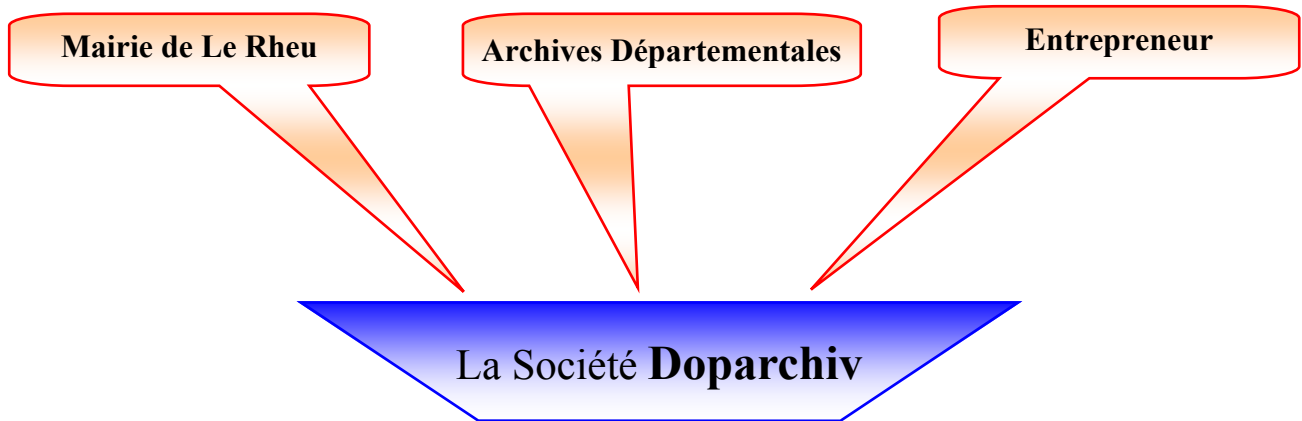 Mairie de Le Rheu
Archives Départementales
Entrepreneur
La Société Doparchiv